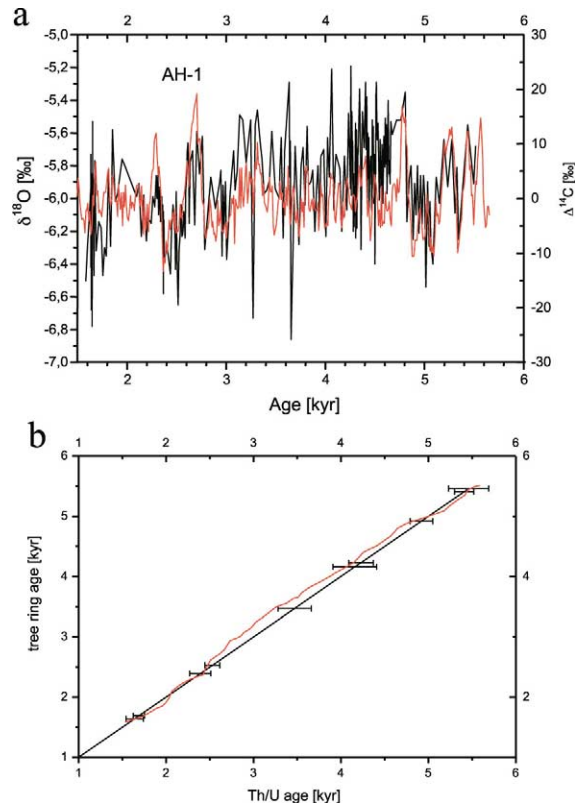 a
2 3 4 5 6
-5,0 30
-5,2
AH-1
20
-5,4
-5,6 10
-5,8
δ18O [‰] -6,0 0 Δ14C [‰]
-6,2
-10
-6,4
-6,6 -20
-6,8
-7,0 -30
2 3 4 5 6
Age [kyr]
b
1 2 3 4 5 6
6 6
5 5
4 4
tree ring age [kyr]
3 3
2 2
1
1 2 3 4 5 6
Th/U age [kyr]